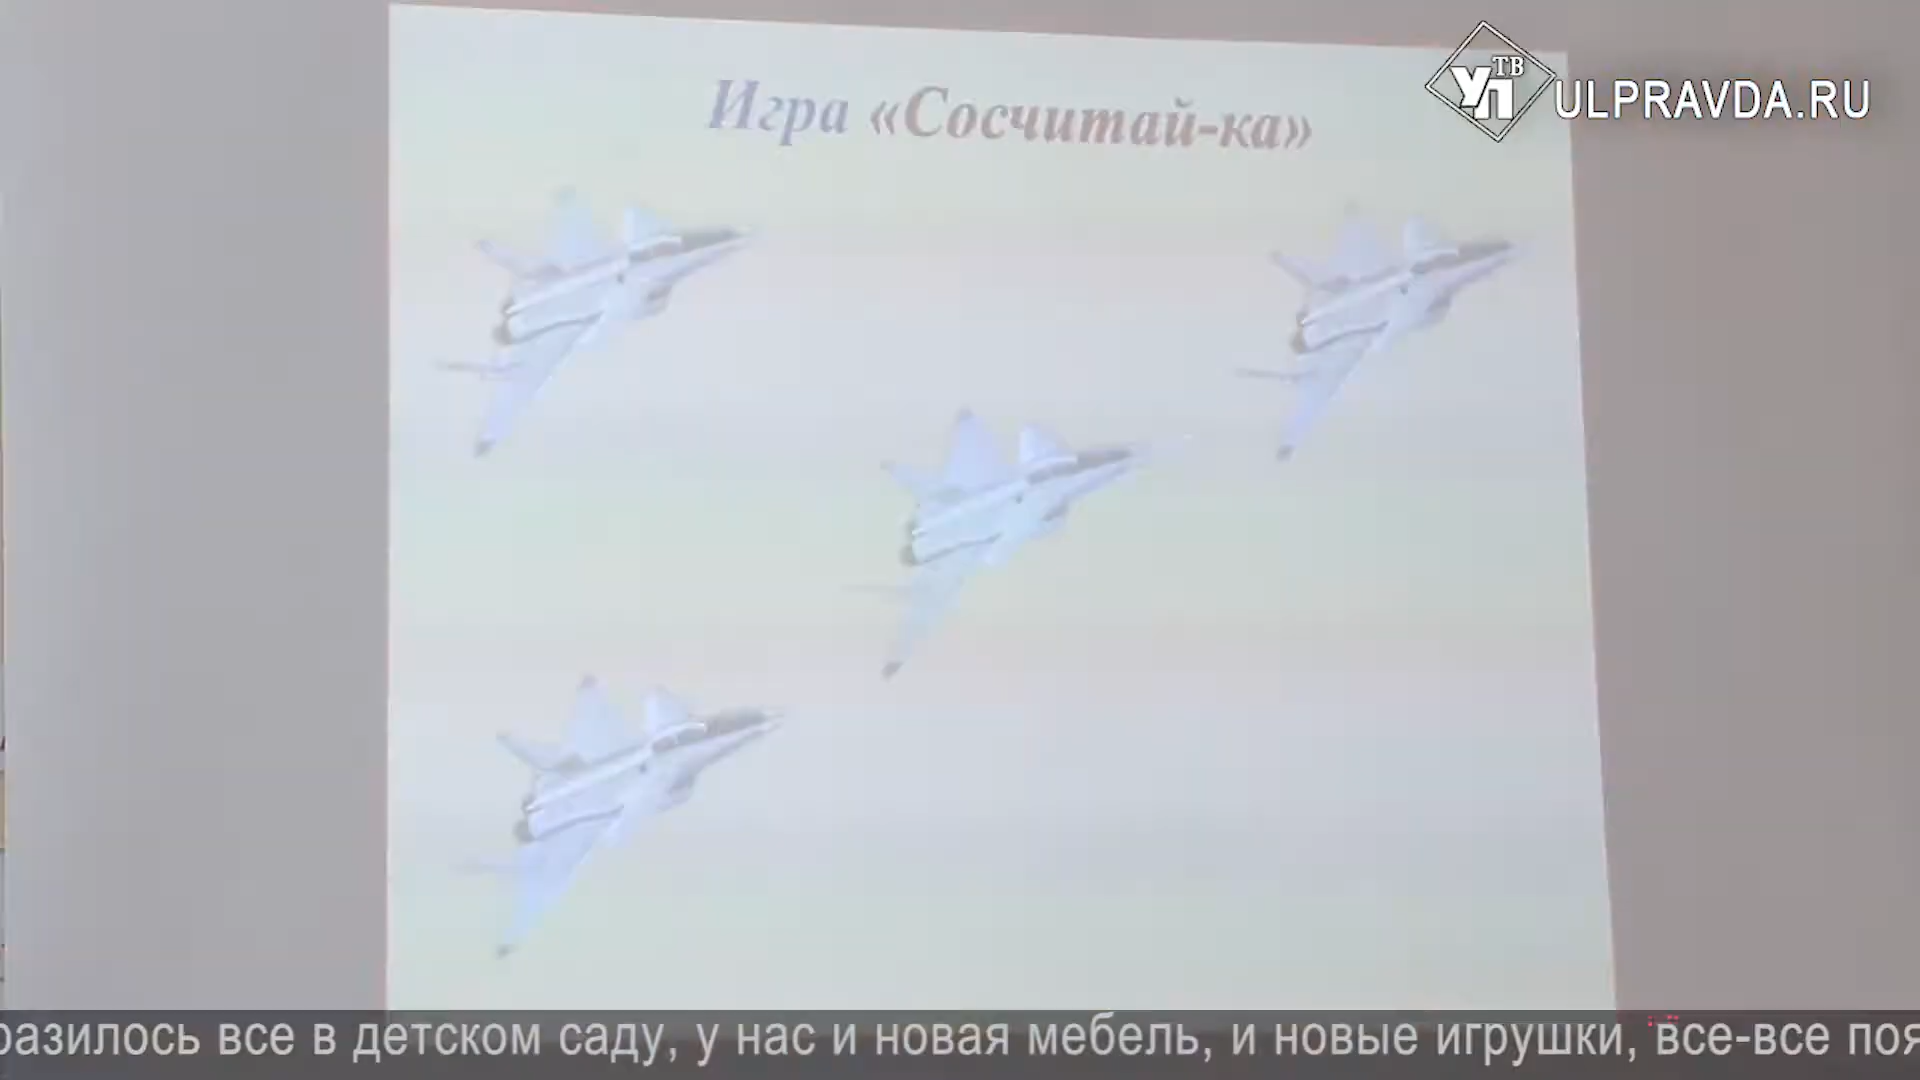 Игра «Сосчитай-ка»
УП ТВ ULPRAVDA.RU
разилось все в детском саду, у нас и новая мебель, и новые игрушки, все-все поя